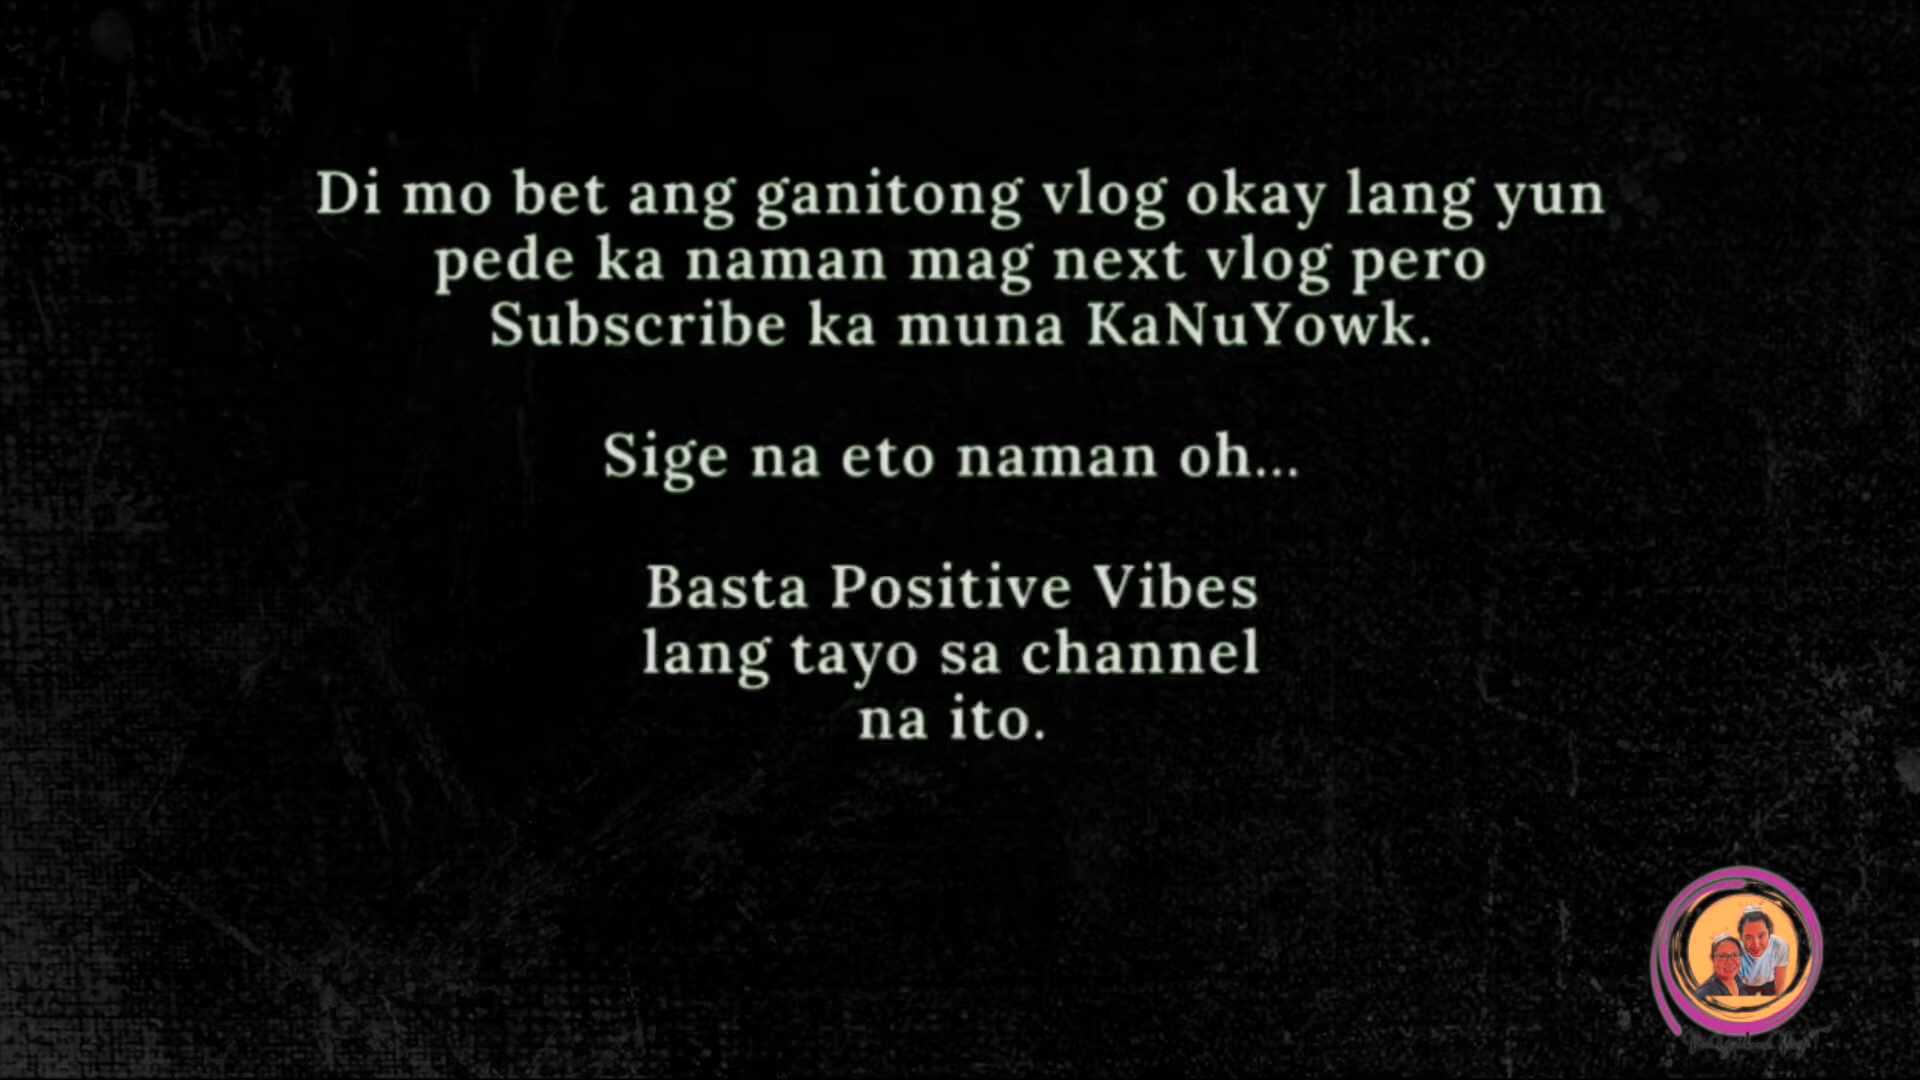 Di mo bet ang ganitong vlog okay lang yun
pede ka naman mag next vlog pero
Subscribe ka muna KaNuYowk.
Sige na eto naman oh...
Basta Positive Vibes
lang tayo sa channel
na ito.